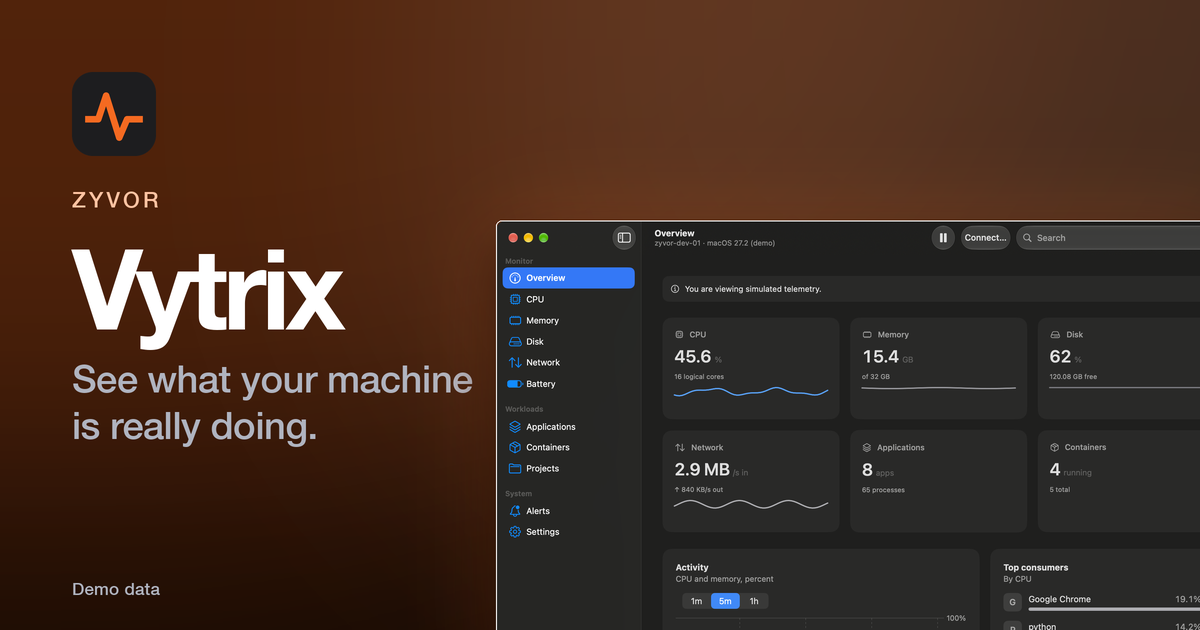 ZYVOR
Vytrix
See what your machine
is really doing.
Demo data
Overview
zyvor-dev-01 · macOS 27.2 (demo)
Connect...
Search
Monitor
Overview
CPU
Memory
Disk
Network
Battery
Workloads
Applications
Containers
Projects
System
Alerts
Settings
You are viewing simulated telemetry.
CPU
45.6 %
16 logical cores
Memory
15.4 GB
of 32 GB
Disk
62 %
120.08 GB free
Network
2.9 MB /s in
↑ 840 KB/s out
Applications
8 apps
65 processes
Containers
4 running
5 total
Activity
CPU and memory, percent
1m 5m 1h
100%
Top consumers
By CPU
G Google Chrome 19.1%
python 14.2%